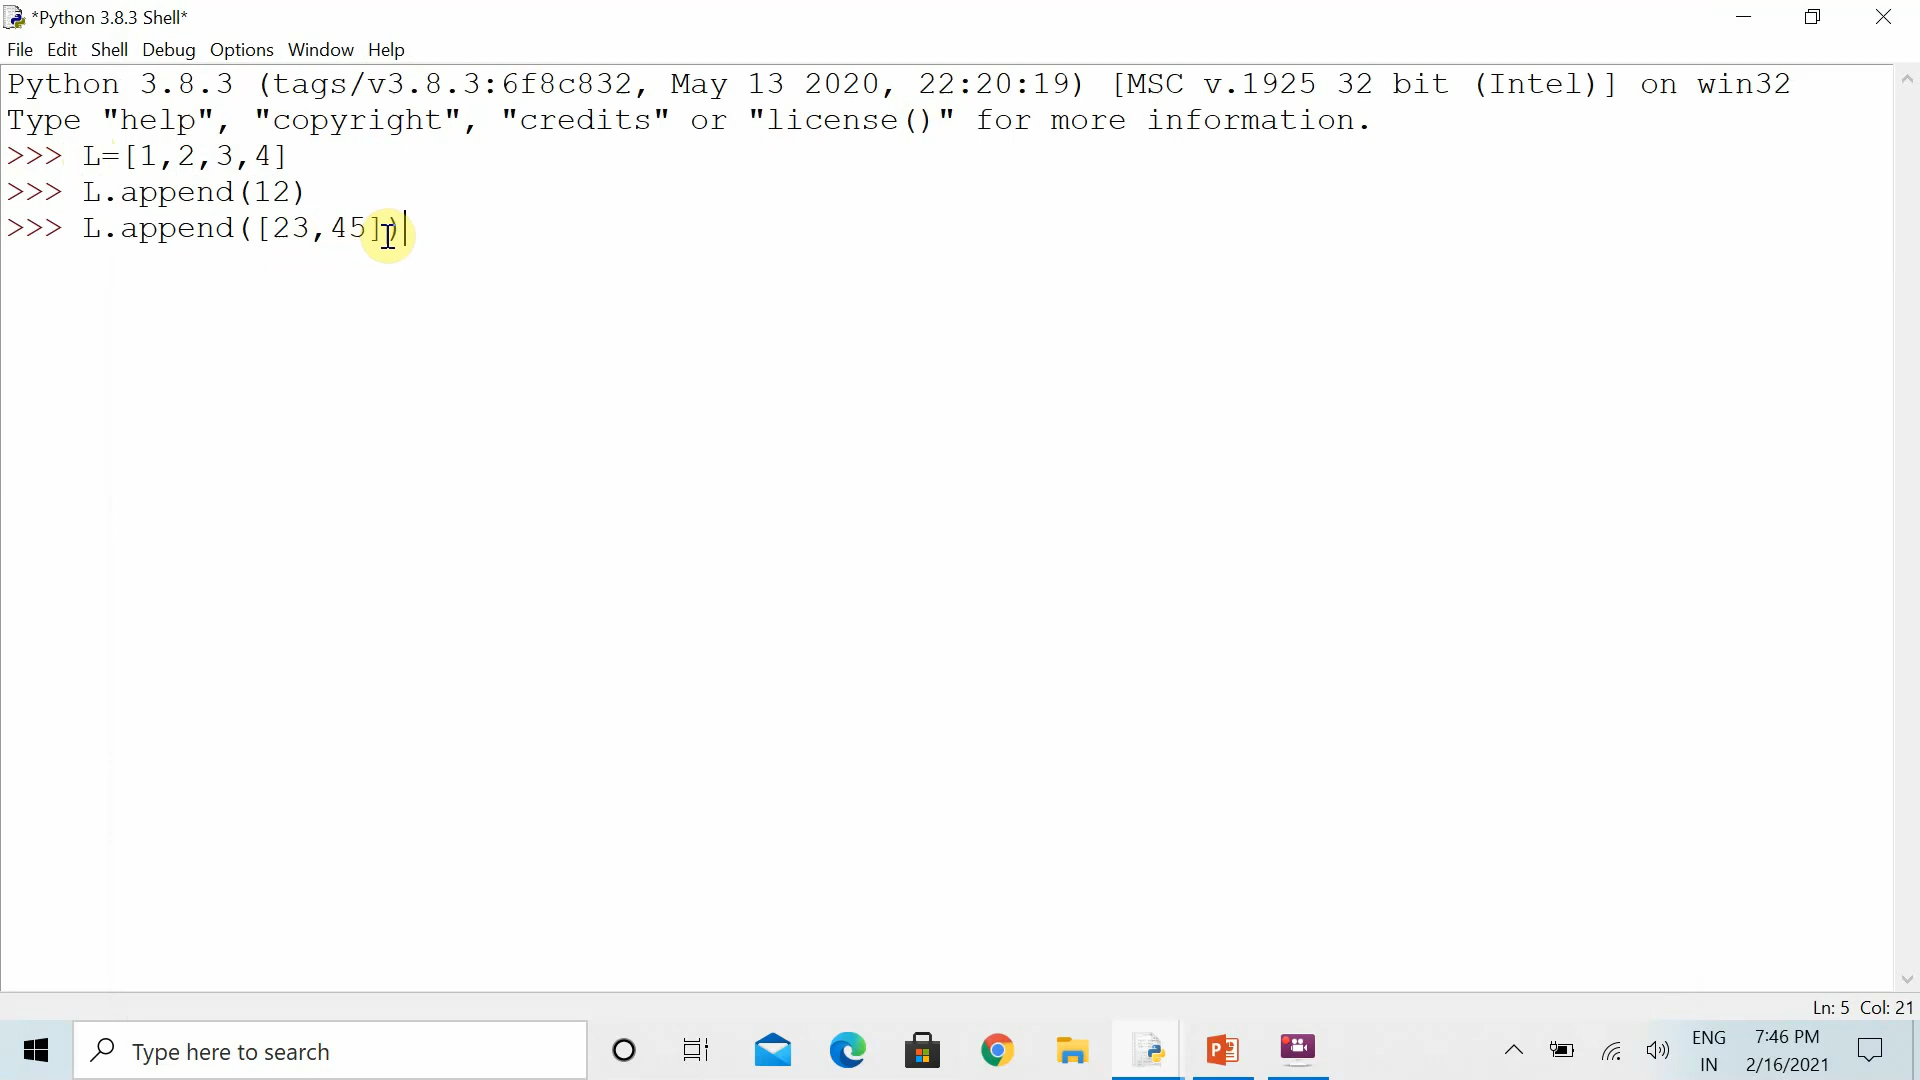 *Python 3.8.3 Shell*
File Edit Shell Debug Options Window Help
Python 3.8.3 (tags/v3.8.3:6f8c832, May 13 2020, 22:20:19) [MSC v.1925 32 bit (Intel)] on win32
Type "help", "copyright", "credits" or "license()" for more information.
>>> L=[1,2,3,4]
>>> L.append(12)
>>> L.append([23,45])
Ln: 5 Col: 21
Type here to search
ENG
IN
7:46 PM
2/16/2021